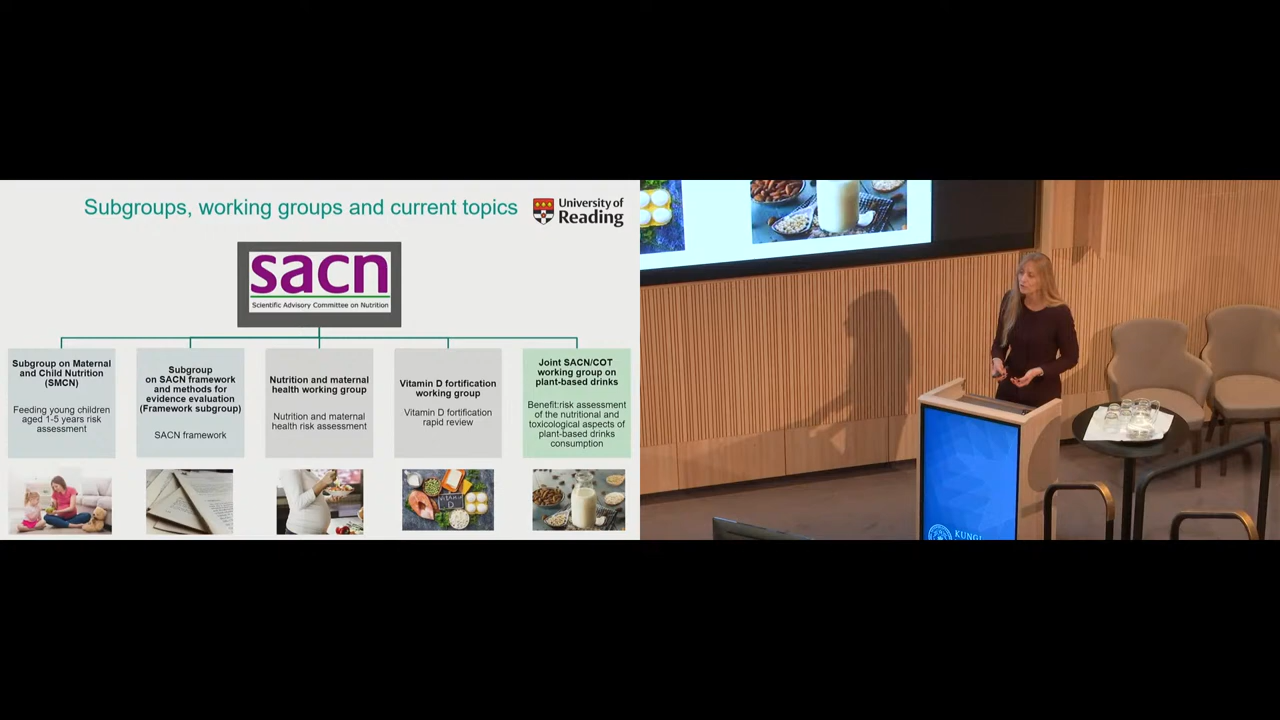 Subgroups, working groups and current topics
University of
Reading
sacn
Scientific Advisory Committee on Nutrition
Subgroup on Maternal
and Child Nutrition
(SMCN)
Feeding young children
aged 1-5 years risk
assessment
Subgroup
on SACN framework
and methods for
evidence evaluation
(Framework subgroup)
SACN framework
Nutrition and maternal
health working group
Nutrition and maternal
health risk assessment
Vitamin D fortification
working group
Vitamin D fortification
rapid review
Joint SACN/COT
working group on
plant-based drinks
Benefit:risk assessment
of the nutritional and
toxicological aspects of
plant-based drinks
consumption
VITAMIN
D